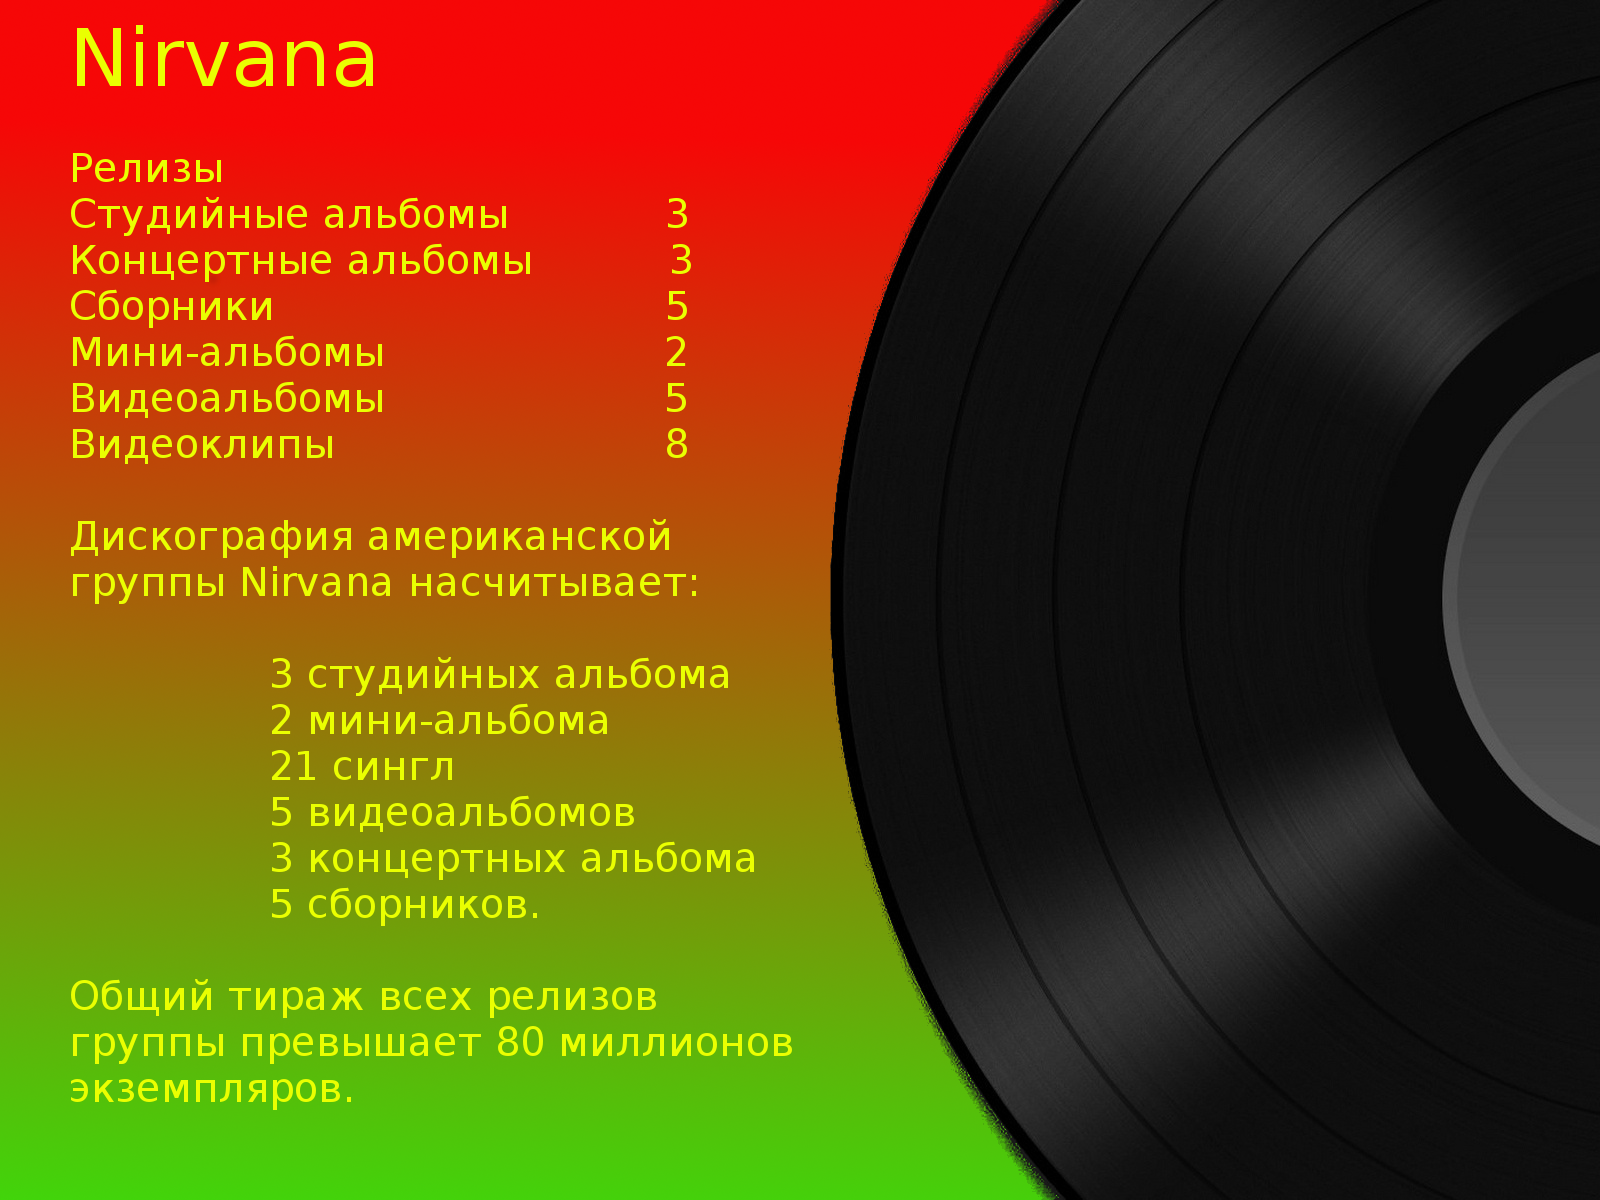 Nirvana
Релизы
Студийные альбомы 3
Концертные альбомы 3
Сборники 5
Мини-альбомы 2
Видеоальбомы 5
Видеоклипы 8
Дискография американской
группы Nirvana насчитывает:
3 студийных альбома
2 мини-альбома
21 сингл
5 видеоальбомов
3 концертных альбома
5 сборников.
Общий тираж всех релизов
группы превышает 80 миллионов
экземпляров.